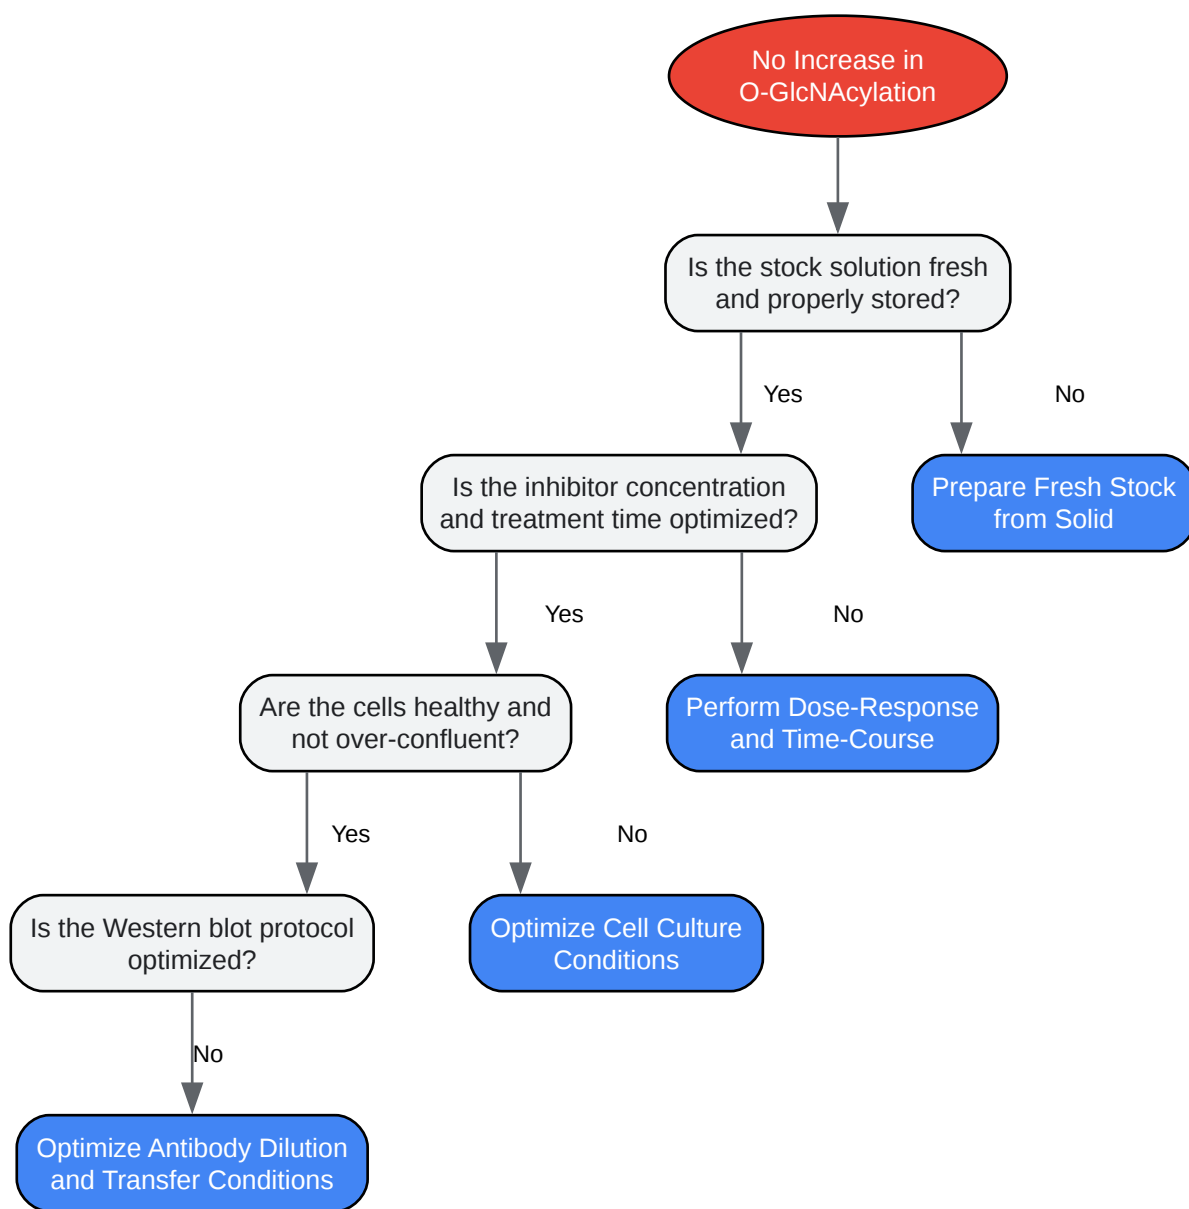 No Increase in
O-GlcNAcylation
Is the stock solution fresh
and properly stored?
Yes
No
Is the inhibitor concentration
and treatment time optimized?
Prepare Fresh Stock
from Solid
Yes
No
Are the cells healthy and
not over-confluent?
Perform Dose-Response
and Time-Course
Yes
No
Is the Western blot protocol
optimized?
Optimize Cell Culture
Conditions
No
Optimize Antibody Dilution
and Transfer Conditions